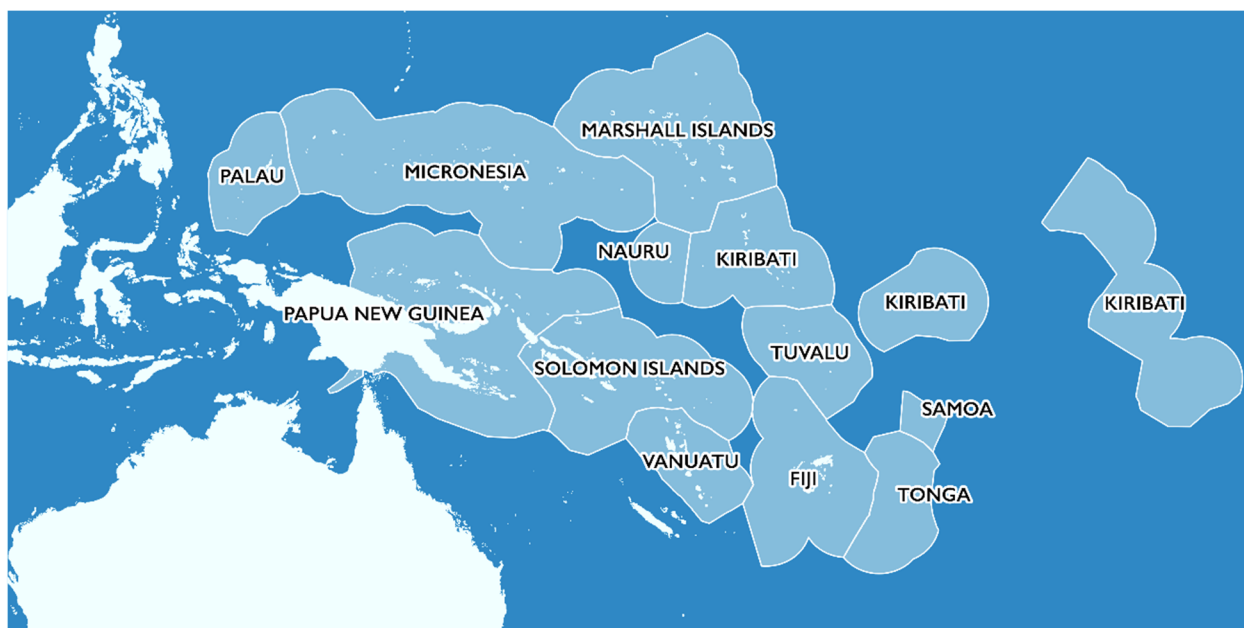 MARSHALL ISLANDS
PALAU
MICRONESIA
NAURU
KIRIBATI
KIRIBATI
KIRIBATI
PAPUA NEW GUINEA
TUVALU
SOLOMON ISLANDS
SAMOA
VANUATU
FIJI
TONGA